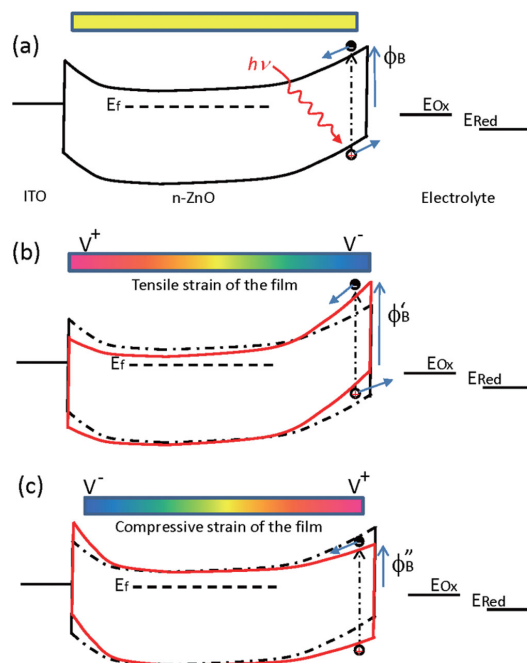 (a)
hν
ϕB
Ef
EOx
ERed
ITO
n-ZnO
Electrolyte
(b)
V+
V-
Tensile strain of the film
ϕ'B
Ef
EOx
ERed
(c)
V-
V+
Compressive strain of the film
ϕ''B
Ef
EOx
ERed